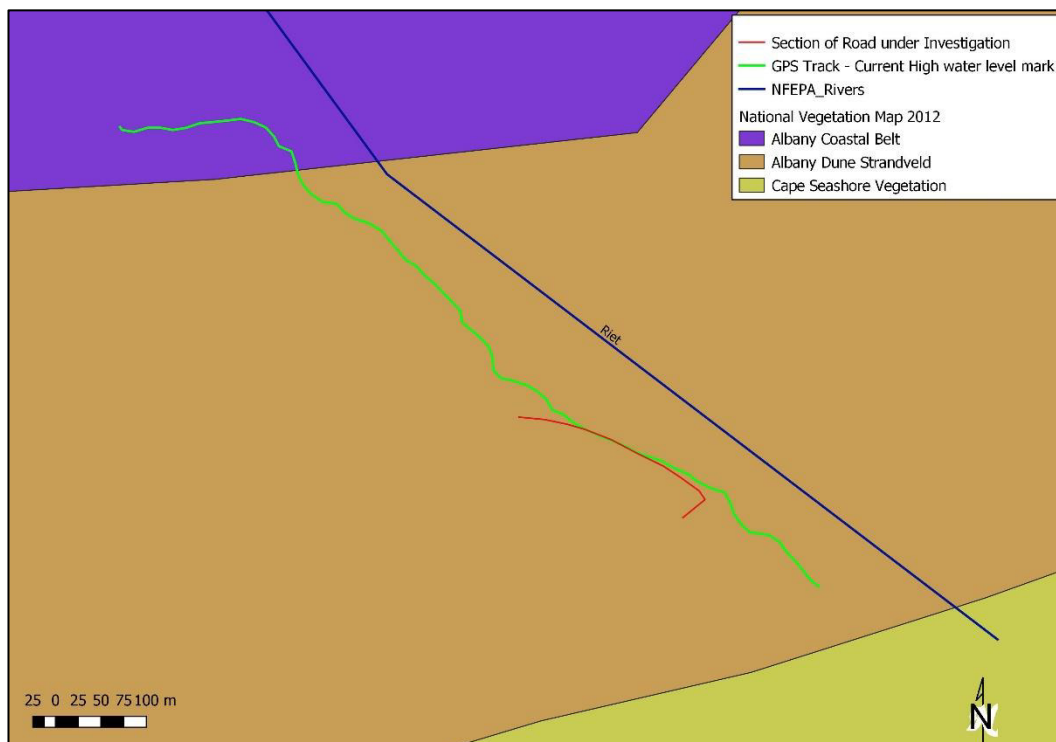 Section of Road under Investigation
GPS Track - Current High water level mark
NFEPA_Rivers
National Vegetation Map 2012
Albany Coastal Belt
Albany Dune Strandveld
Cape Seashore Vegetation
Riet
25 0 25 50 75 100 m
N